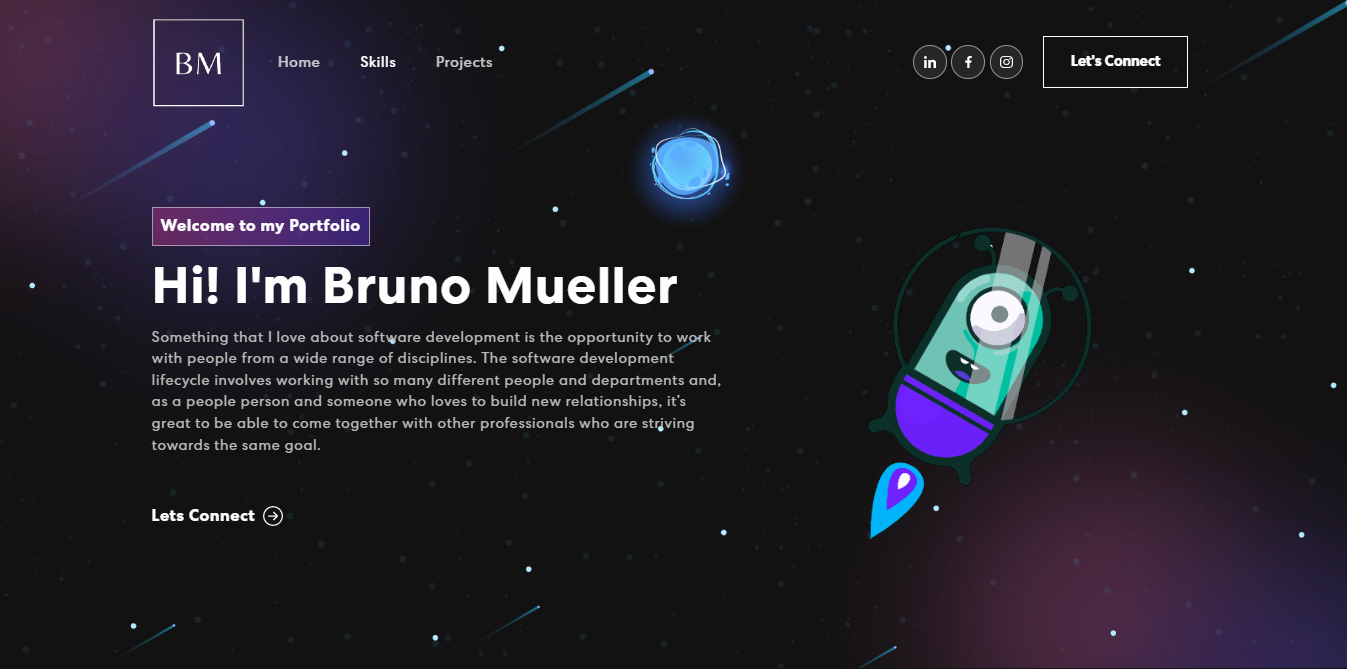 BM
Home Skills Projects
in f Let's Connect
Welcome to my Portfolio
Hi! I'm Bruno Mueller
Something that I love about software development is the opportunity to work
with people from a wide range of disciplines. The software development
lifecycle involves working with so many different people and departments and,
as a people person and someone who loves to build new relationships, it's
great to be able to come together with other professionals who are striving
towards the same goal.
Lets Connect